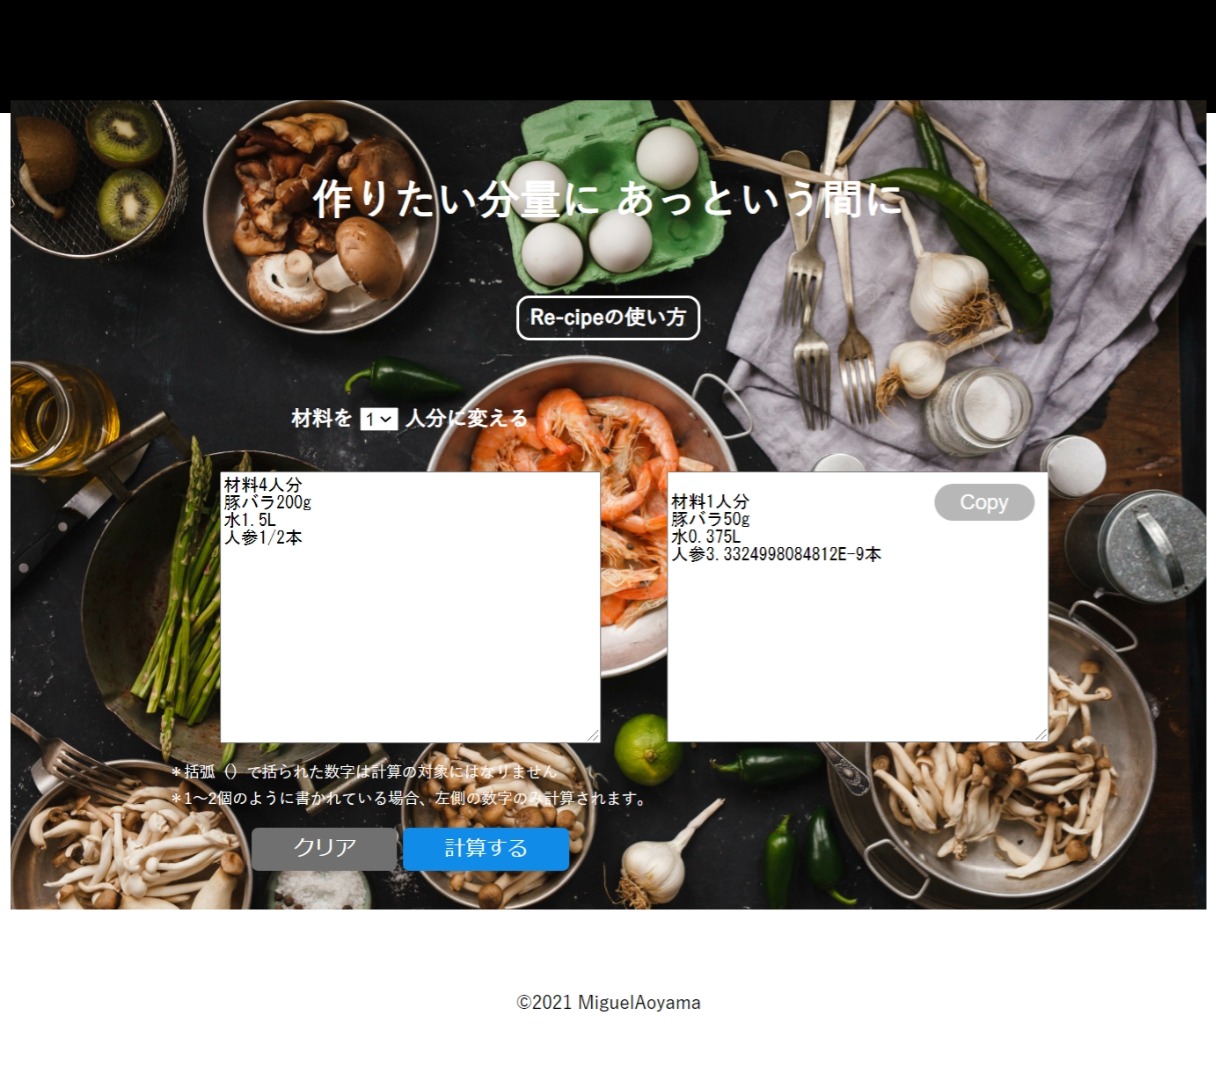 作りたい分量に あっという間に
Re-cipeの使い方
材料を 1 人分に変える
材料4人分
豚バラ200g
水1.5L
人参1/2本
Copy
材料1人分
豚バラ50g
水0.375L
人参3.3324998084812E-9本
＊括弧（）で括られた数字は計算の対象にはなりません
＊1〜2個のように書かれている場合、左側の数字のみ計算されます。
クリア
計算する
©2021 MiguelAoyama